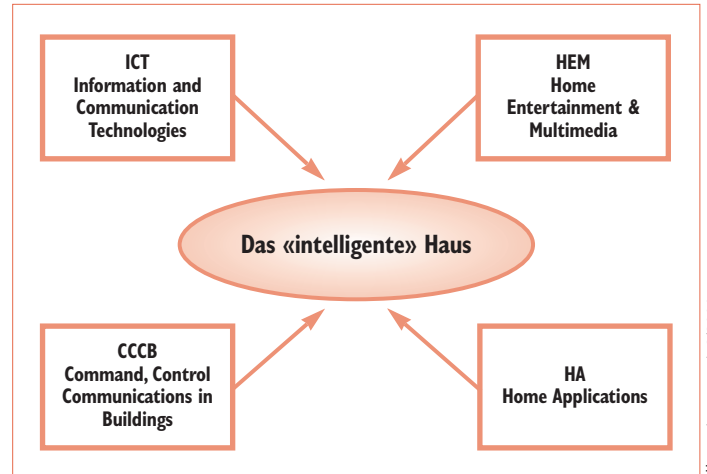 ICT
Information and
Communication
Technologies
HEM
Home
Entertainment &
Multimedia
Das «intelligente» Haus
CCCB
Command, Control
Communications in
Buildings
HA
Home Applications